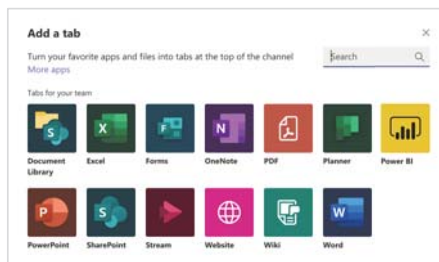 Add a tab
Turn your favorite apps and files into tabs at the top of the channel
Search
More apps
Tabs for your team
S
X
F
N
Document Library
Excel
Forms
OneNote
PDF
Planner
Power BI
P
S
W
PowerPoint
SharePoint
Stream
Website
Wiki
Word